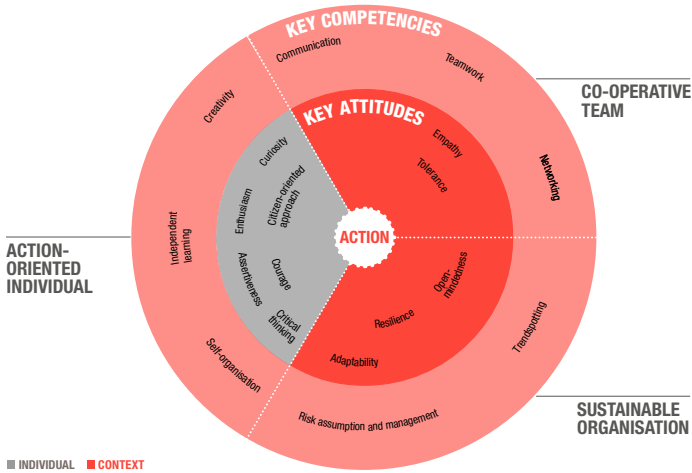 KEY COMPETENCIES
Communication
Teamwork
Creativity
CO-OPERATIVE
TEAM
KEY ATTITUDES
Empathy
Tolerance
Curiosity
Citizen-oriented
approach
Enthusiasm
Networking
Independent
learning
ACTION
ACTION-
ORIENTED
INDIVIDUAL
Assertiveness
Courage
Critical
thinking
Open-
mindedness
Resilience
Adaptability
Trendspotting
Self-organisation
Risk assumption and management
SUSTAINABLE
ORGANISATION
INDIVIDUAL
CONTEXT